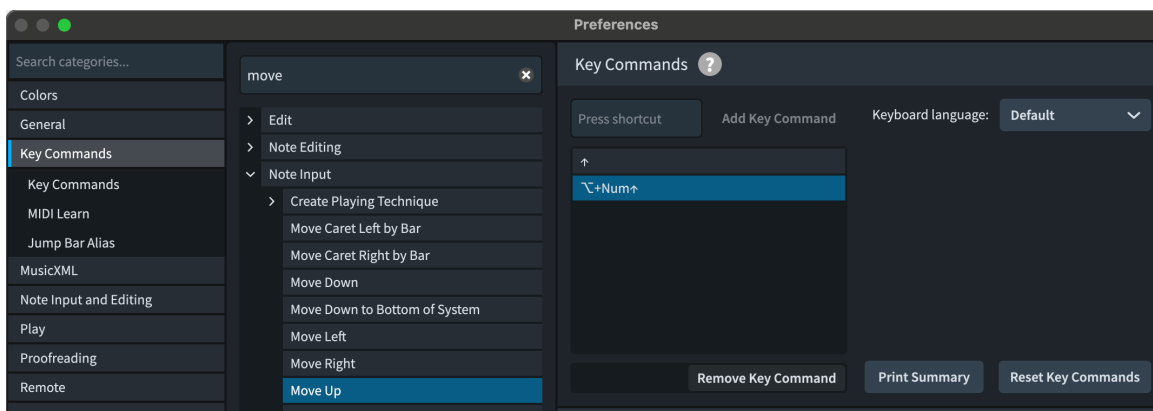 Preferences
Search categories...
Colors
General
Key Commands
Key Commands
MIDI Learn
Jump Bar Alias
MusicXML
Note Input and Editing
Play
Proofreading
Remote
move
Edit
Note Editing
Note Input
Create Playing Technique
Move Caret Left by Bar
Move Caret Right by Bar
Move Down
Move Down to Bottom of System
Move Left
Move Right
Move Up
Key Commands ?
Press shortcut
Add Key Command
Keyboard language:
Default
↑
⌥+Num↑
Remove Key Command
Print Summary
Reset Key Commands